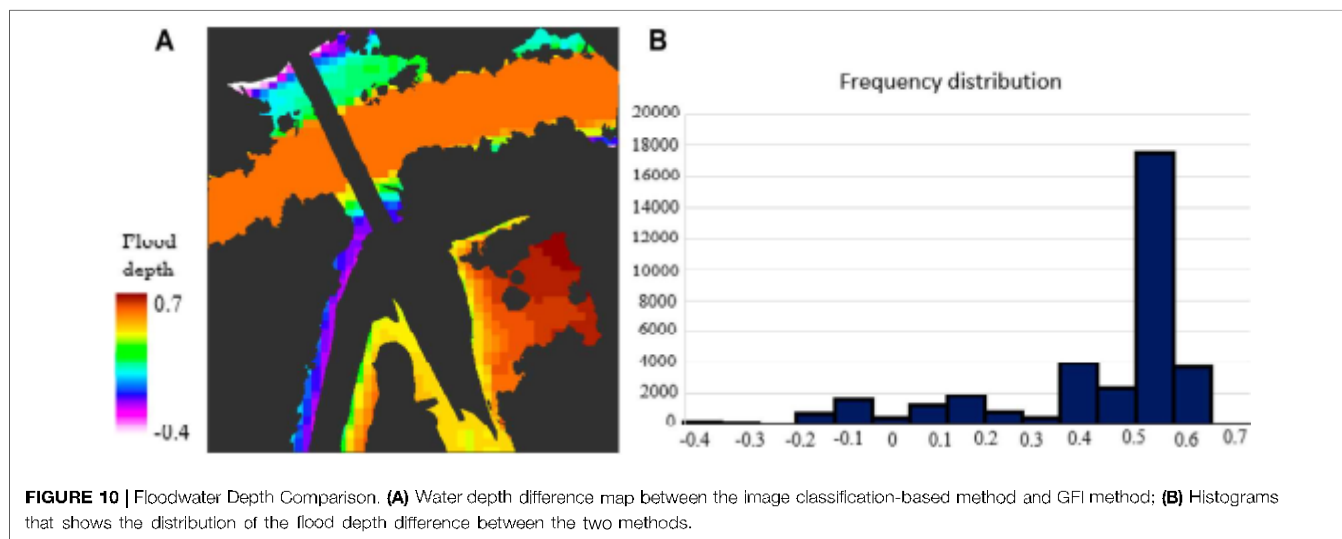 A
B
Frequency distribution
20000
18000
16000
14000
12000
10000
8000
6000
4000
2000
0
-0.4 -0.3 -0.2 -0.1 0 0.1 0.2 0.3 0.4 0.5 0.6 0.7
Flood
depth
0.7
-0.4
FIGURE 10 | Floodwater Depth Comparison. (A) Water depth difference map between the image classification-based method and GFI method; (B) Histograms
that shows the distribution of the flood depth difference between the two methods.